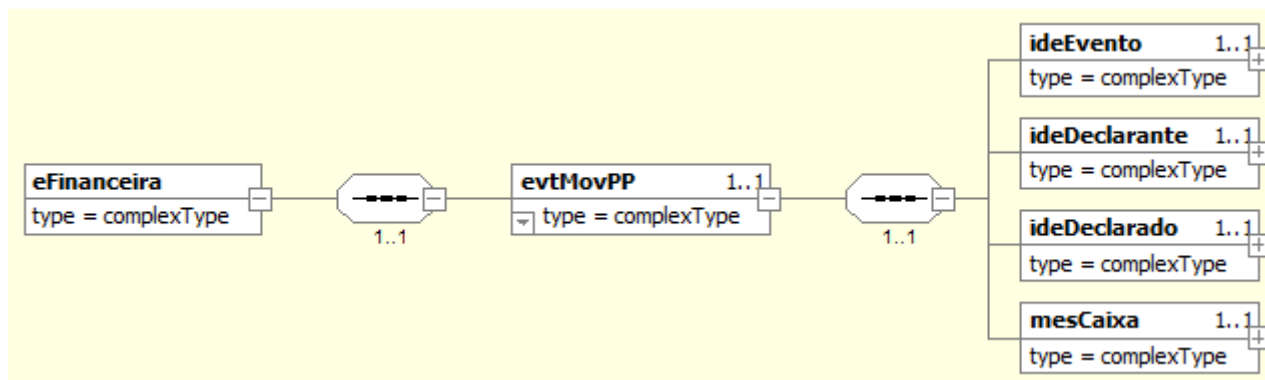 eFinanceira
type = complexType
1..1
evtMovPP 1..1
type = complexType
1..1
ideEvento 1..1
type = complexType
ideDeclarante 1..1
type = complexType
ideDeclarado 1..1
type = complexType
mesCaixa 1..1
type = complexType